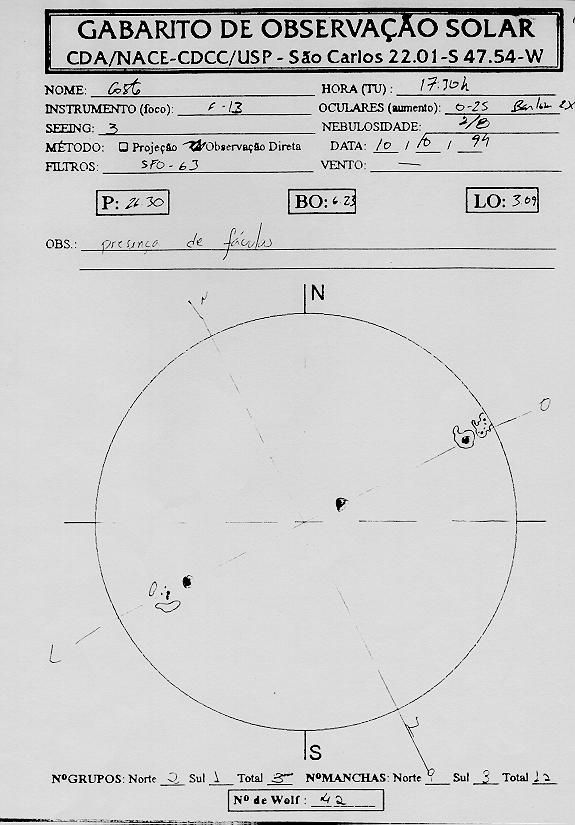 GABARITO DE OBSERVAÇÃO SOLAR
CDA/NACE-CDCC/USP - São Carlos 22.01-S 47.54-W
NOME: Costa HORA (TU): 17:30h
INSTRUMENTO (foco): F-13 OCULARES (aumento): O-25 Barlow 2X
SEEING: 3 NEBULOSIDADE: 2/8
MÉTODO: Projeção Observação Direta DATA: 10 / 10 / 94
FILTROS: SFO-63 VENTO: —
P: 26.30 BO: 6.23 LO: 3.09
OBS.: presença de fáculas
N
N
O
L
S
NºGRUPOS: Norte 2 Sul 1 Total 3 NºMANCHAS: Norte 9 Sul 3 Total 12
Nº de Wolf: 42